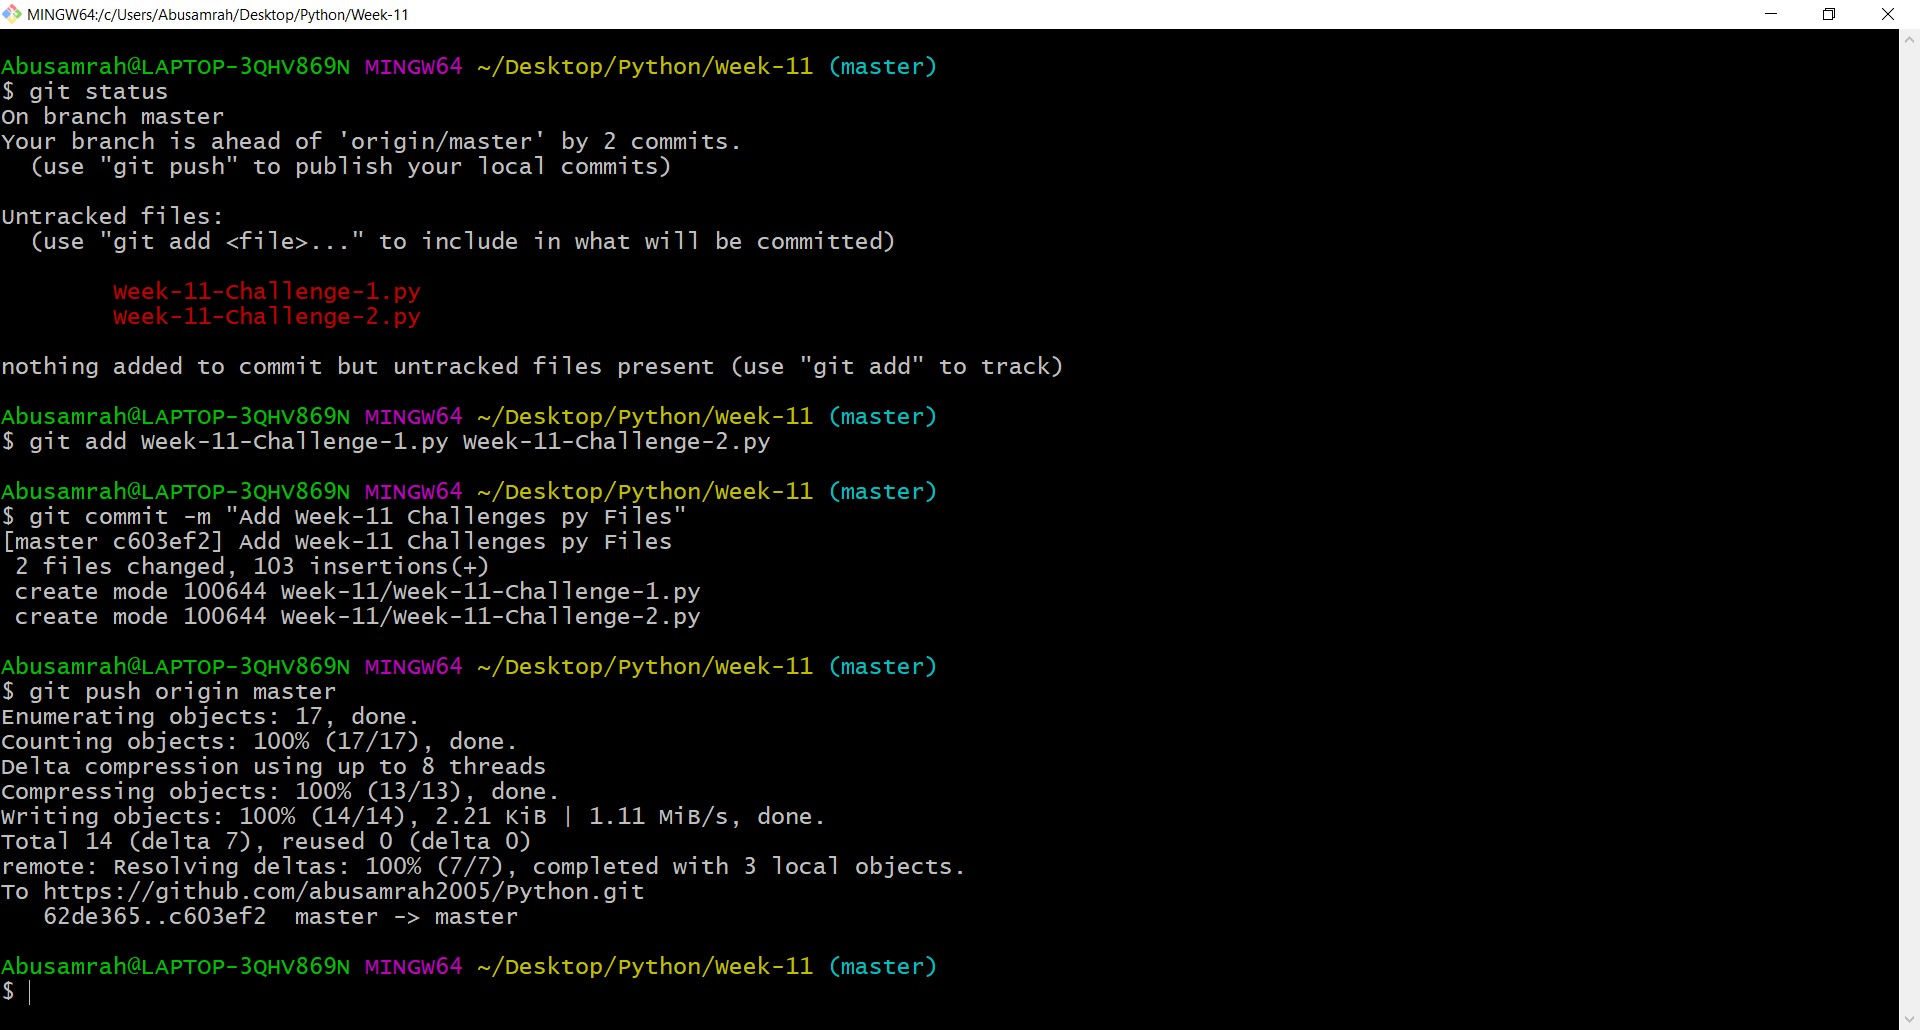 MINGW64:/c/Users/Abusamrah/Desktop/Python/Week-11
Abusamrah@LAPTOP-3QHV869N MINGW64 ~/Desktop/Python/Week-11 (master)
$ git status
On branch master
Your branch is ahead of 'origin/master' by 2 commits.
  (use "git push" to publish your local commits)
Untracked files:
  (use "git add <file>..." to include in what will be committed)
        Week-11-Challenge-1.py
        Week-11-Challenge-2.py
nothing added to commit but untracked files present (use "git add" to track)
Abusamrah@LAPTOP-3QHV869N MINGW64 ~/Desktop/Python/Week-11 (master)
$ git add Week-11-Challenge-1.py Week-11-Challenge-2.py
Abusamrah@LAPTOP-3QHV869N MINGW64 ~/Desktop/Python/Week-11 (master)
$ git commit -m "Add Week-11 Challenges py Files"
[master c603ef2] Add Week-11 Challenges py Files
 2 files changed, 103 insertions(+)
 create mode 100644 Week-11/Week-11-Challenge-1.py
 create mode 100644 Week-11/Week-11-Challenge-2.py
Abusamrah@LAPTOP-3QHV869N MINGW64 ~/Desktop/Python/Week-11 (master)
$ git push origin master
Enumerating objects: 17, done.
Counting objects: 100% (17/17), done.
Delta compression using up to 8 threads
Compressing objects: 100% (13/13), done.
Writing objects: 100% (14/14), 2.21 KiB | 1.11 MiB/s, done.
Total 14 (delta 7), reused 0 (delta 0)
remote: Resolving deltas: 100% (7/7), completed with 3 local objects.
To https://github.com/abusamrah2005/Python.git
   62de365..c603ef2  master -> master
Abusamrah@LAPTOP-3QHV869N MINGW64 ~/Desktop/Python/Week-11 (master)
$